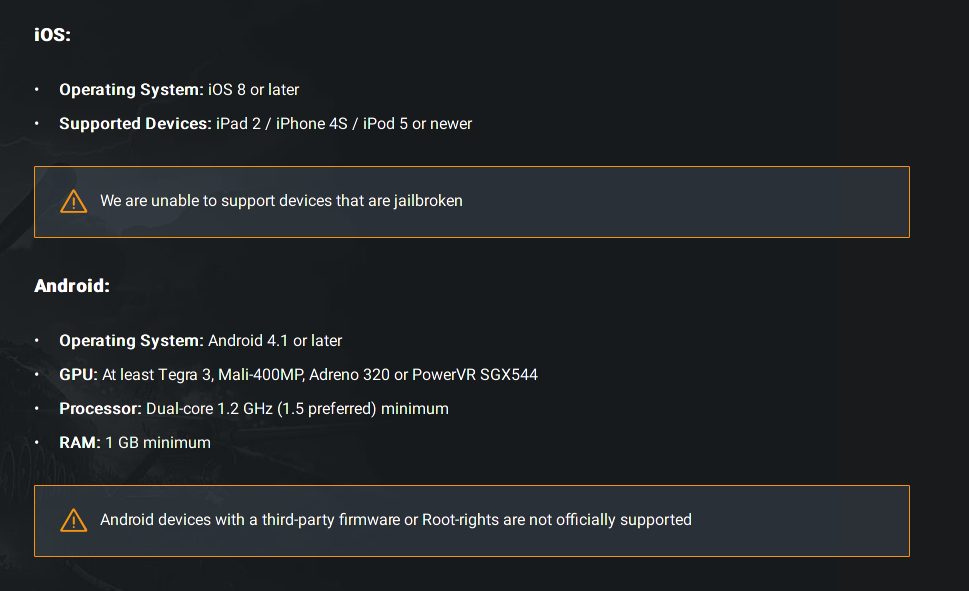 iOS:
• Operating System: iOS 8 or later
• Supported Devices: iPad 2 / iPhone 4S / iPod 5 or newer
We are unable to support devices that are jailbroken
Android:
• Operating System: Android 4.1 or later
• GPU: At least Tegra 3, Mali-400MP, Adreno 320 or PowerVR SGX544
• Processor: Dual-core 1.2 GHz (1.5 preferred) minimum
• RAM: 1 GB minimum
Android devices with a third-party firmware or Root-rights are not officially supported